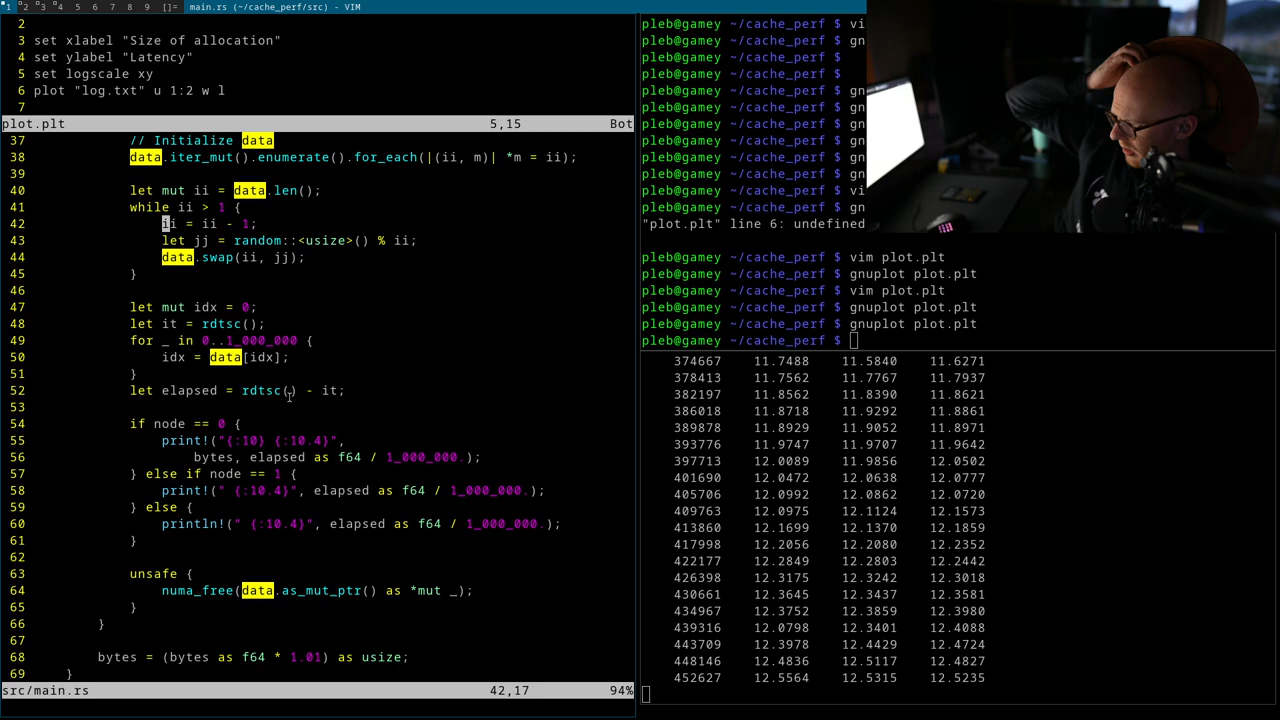 1 2 3 4 5 6 7 8 9 []= main.rs (~/cache_perf/src) - VIM
2
3 set xlabel "Size of allocation"
4 set ylabel "Latency"
5 set logscale xy
6 plot "log.txt" u 1:2 w l
7
plot.plt 5,15 Bot
37 // Initialize data
38 data.iter_mut().enumerate().for_each(|(ii, m)| *m = ii);
39
40 let mut ii = data.len();
41 while ii > 1 {
42 ii = ii - 1;
43 let jj = random::<usize>() % ii;
44 data.swap(ii, jj);
45 }
46
47 let mut idx = 0;
48 let it = rdtsc();
49 for _ in 0..1_000_000 {
50 idx = data[idx];
51 }
52 let elapsed = rdtsc() - it;
53
54 if node == 0 {
55 print!("{:10} {:10.4}",
56 bytes, elapsed as f64 / 1_000_000.);
57 } else if node == 1 {
58 print!(" {:10.4}", elapsed as f64 / 1_000_000.);
59 } else {
60 println!(" {:10.4}", elapsed as f64 / 1_000_000.);
61 }
62
63 unsafe {
64 numa_free(data.as_mut_ptr() as *mut _);
65 }
66 }
67
68 bytes = (bytes as f64 * 1.01) as usize;
69 }
src/main.rs 42,17 94%
pleb@gamey ~/cache_perf $ vi
pleb@gamey ~/cache_perf $ gn
pleb@gamey ~/cache_perf $
pleb@gamey ~/cache_perf $
pleb@gamey ~/cache_perf $ gn
pleb@gamey ~/cache_perf $ gn
pleb@gamey ~/cache_perf $ gn
pleb@gamey ~/cache_perf $ gn
pleb@gamey ~/cache_perf $ gn
pleb@gamey ~/cache_perf $ gn
pleb@gamey ~/cache_perf $ vi
pleb@gamey ~/cache_perf $ gn
"plot.plt" line 6: undefined
pleb@gamey ~/cache_perf $ vim plot.plt
pleb@gamey ~/cache_perf $ gnuplot plot.plt
pleb@gamey ~/cache_perf $ vim plot.plt
pleb@gamey ~/cache_perf $ gnuplot plot.plt
pleb@gamey ~/cache_perf $ gnuplot plot.plt
pleb@gamey ~/cache_perf $
374667 11.7488 11.5840 11.6271
378413 11.7562 11.7767 11.7937
382197 11.8562 11.8390 11.8621
386018 11.8718 11.9292 11.8861
389878 11.8929 11.9052 11.8971
393776 11.9747 11.9707 11.9642
397713 12.0089 11.9856 12.0502
401690 12.0472 12.0638 12.0777
405706 12.0992 12.0862 12.0720
409763 12.0975 12.1124 12.1573
413860 12.1699 12.1370 12.1859
417998 12.2056 12.2080 12.2352
422177 12.2849 12.2803 12.2442
426398 12.3175 12.3242 12.3018
430661 12.3645 12.3437 12.3581
434967 12.3752 12.3859 12.3980
439316 12.0798 12.3401 12.4088
443709 12.3978 12.4429 12.4724
448146 12.4836 12.5117 12.4827
452627 12.5564 12.5315 12.5235